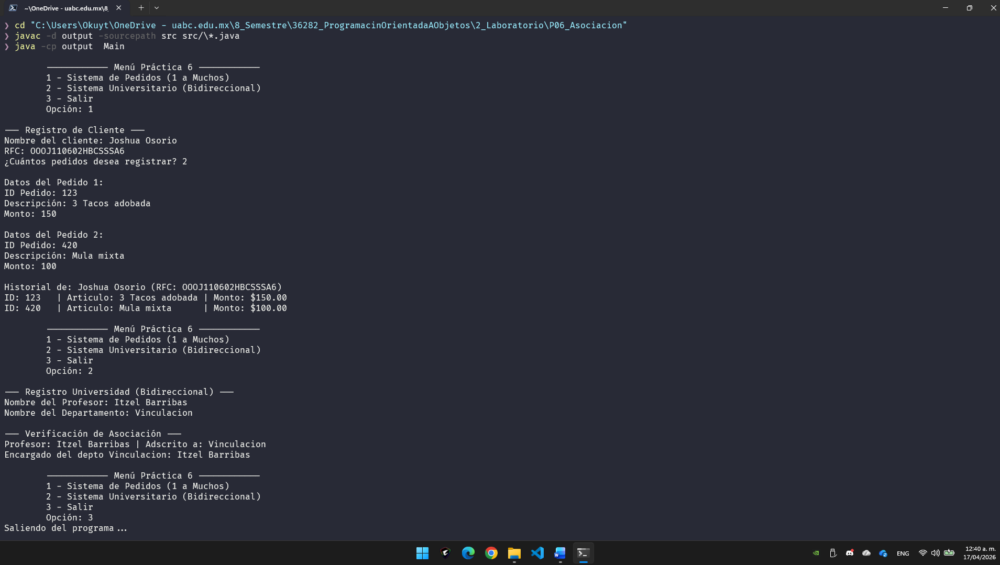 ~\OneDrive - uabc.edu.mx\8_
❯ cd "C:\Users\Okuyt\OneDrive - uabc.edu.mx\8_Semestre\36282_ProgramacinOrientadaAObjetos\2_Laboratorio\P06_Asociacion"
❯ javac -d output -sourcepath src src/\*.java
❯ java -cp output  Main
──────────── Menú Práctica 6 ────────────
1 - Sistema de Pedidos (1 a Muchos)
2 - Sistema Universitario (Bidireccional)
3 - Salir
Opción: 1
─── Registro de Cliente ───
Nombre del cliente: Joshua Osorio
RFC: OOOJ110602HBCSSSA6
¿Cuántos pedidos desea registrar? 2
Datos del Pedido 1:
ID Pedido: 123
Descripción: 3 Tacos adobada
Monto: 150
Datos del Pedido 2:
ID Pedido: 420
Descripción: Mula mixta
Monto: 100
Historial de: Joshua Osorio (RFC: OOOJ110602HBCSSSA6)
ID: 123   | Articulo: 3 Tacos adobada | Monto: $150.00
ID: 420   | Articulo: Mula mixta      | Monto: $100.00
──────────── Menú Práctica 6 ────────────
1 - Sistema de Pedidos (1 a Muchos)
2 - Sistema Universitario (Bidireccional)
3 - Salir
Opción: 2
─── Registro Universidad (Bidireccional) ───
Nombre del Profesor: Itzel Barribas
Nombre del Departamento: Vinculacion
─── Verificación de Asociación ───
Profesor: Itzel Barribas | Adscrito a: Vinculacion
Encargado del depto Vinculacion: Itzel Barribas
──────────── Menú Práctica 6 ────────────
1 - Sistema de Pedidos (1 a Muchos)
2 - Sistema Universitario (Bidireccional)
3 - Salir
Opción: 3
Saliendo del programa...
ENG
12:40 a. m.
17/04/2026